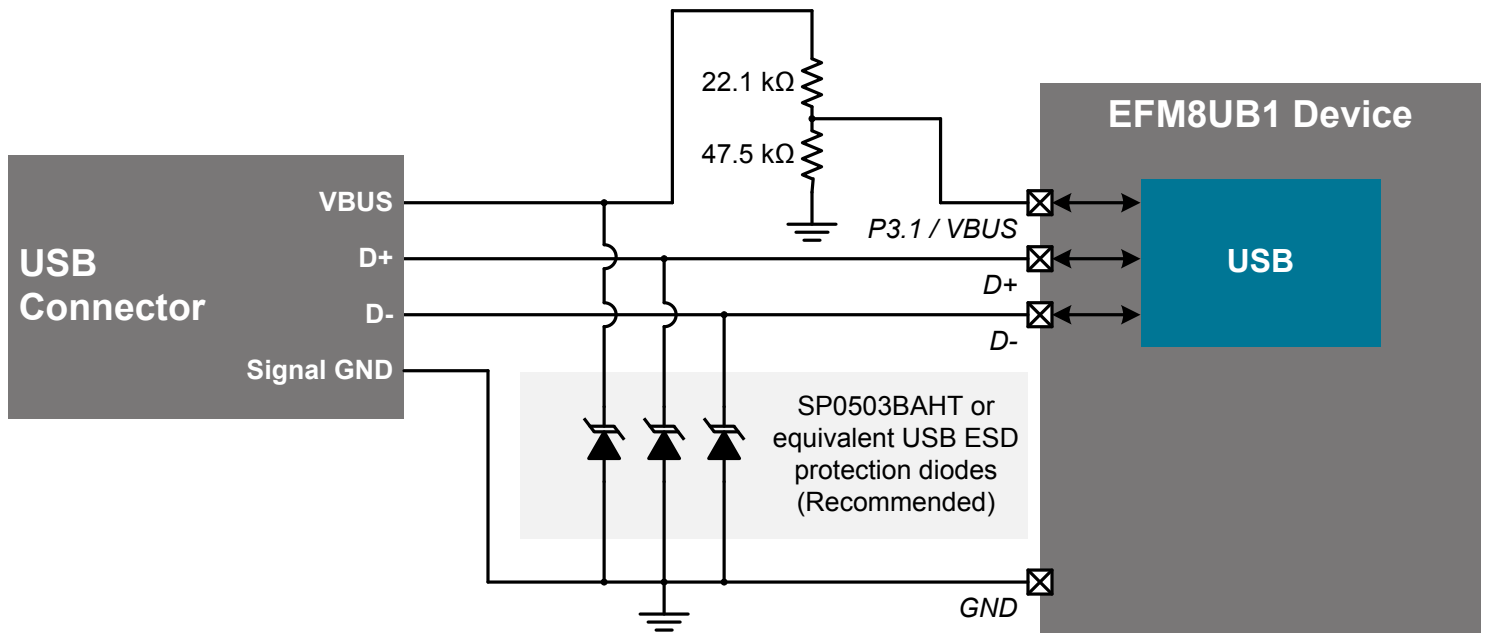 22.1 kΩ
47.5 kΩ
EFM8UB1 Device
VBUS
P3.1 / VBUS
USB
Connector
D+
D+
USB
D-
D-
Signal GND
SP0503BAHT or
equivalent USB ESD
protection diodes
(Recommended)
GND